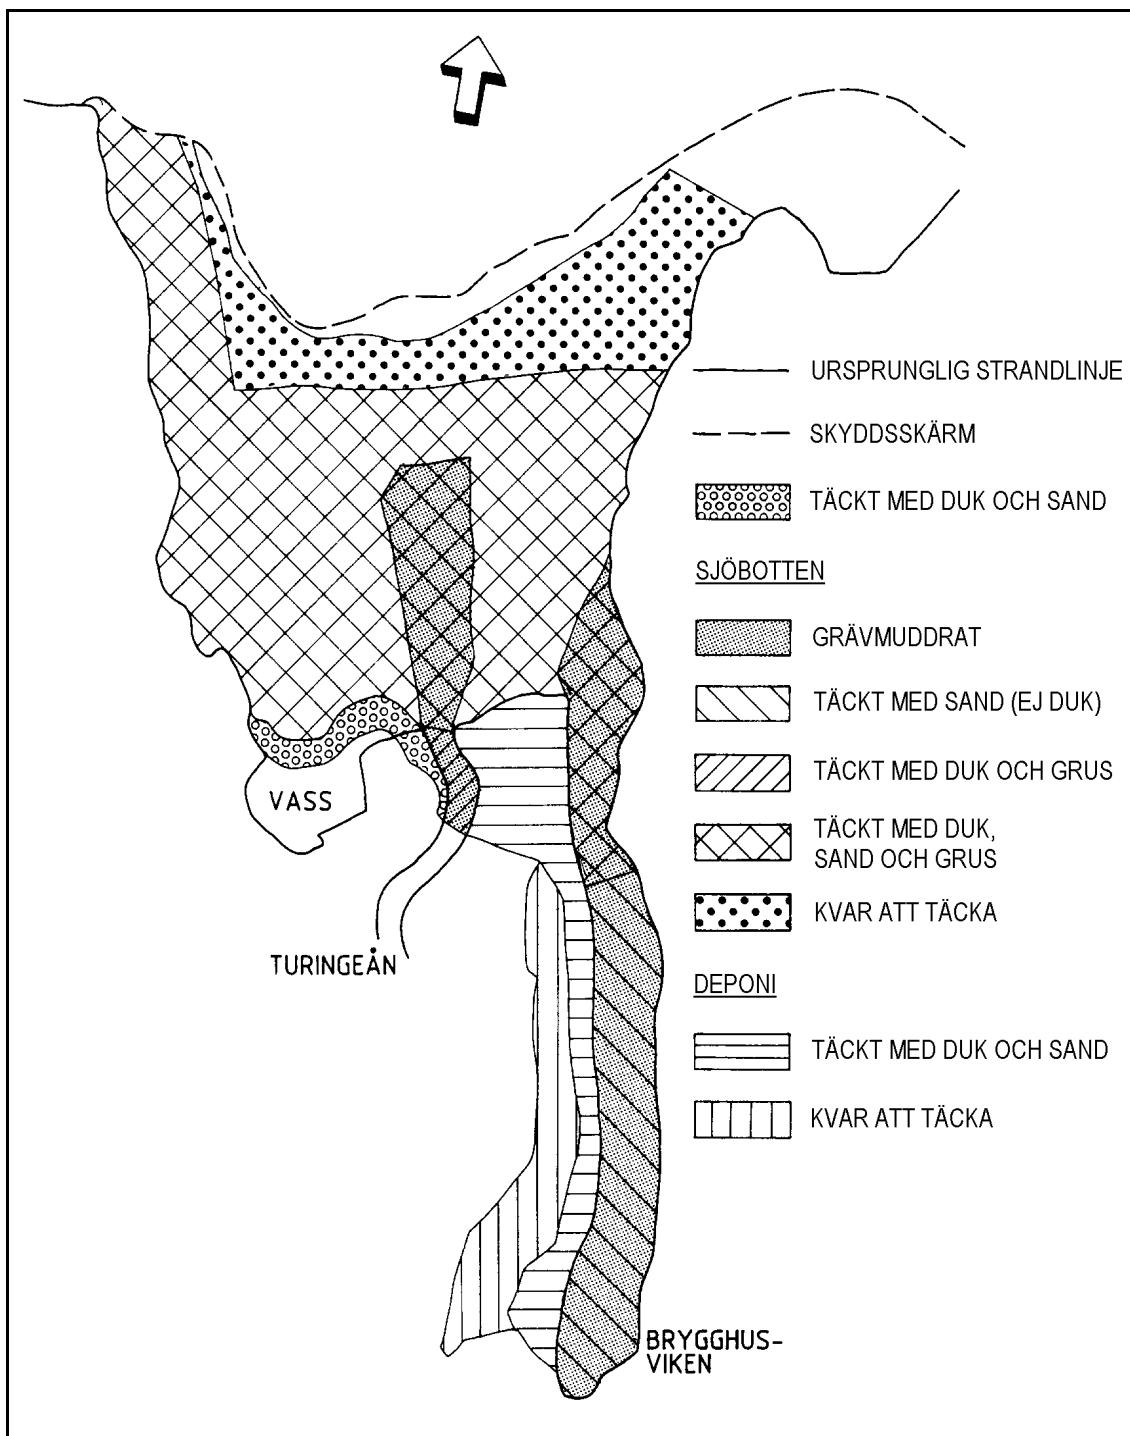 URSPRUNGLIG STRANDLINJE
SKYDDSSKÄRM
TÄCKT MED DUK OCH SAND
SJÖBOTTEN
GRÄVMUDDRAT
TÄCKT MED SAND (EJ DUK)
TÄCKT MED DUK OCH GRUS
TÄCKT MED DUK,
SAND OCH GRUS
KVAR ATT TÄCKA
DEPONI
TÄCKT MED DUK OCH SAND
KVAR ATT TÄCKA
VASS
TURINGEÅN
BRYGGHUS-
VIKEN